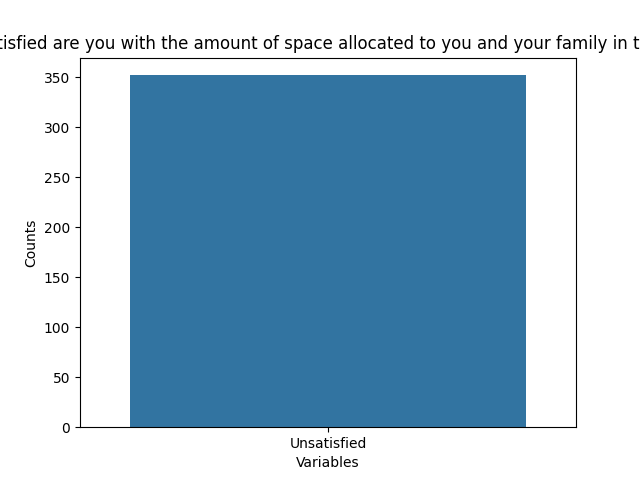 tisfied are you with the amount of space allocated to you and your family in t
350
300
250
200
150
100
50
0
Counts
Unsatisfied
Variables